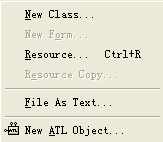 New Class...
New Form...
Resource... Ctrl+R
Resource Copy...
File As Text...
New ATL Object...